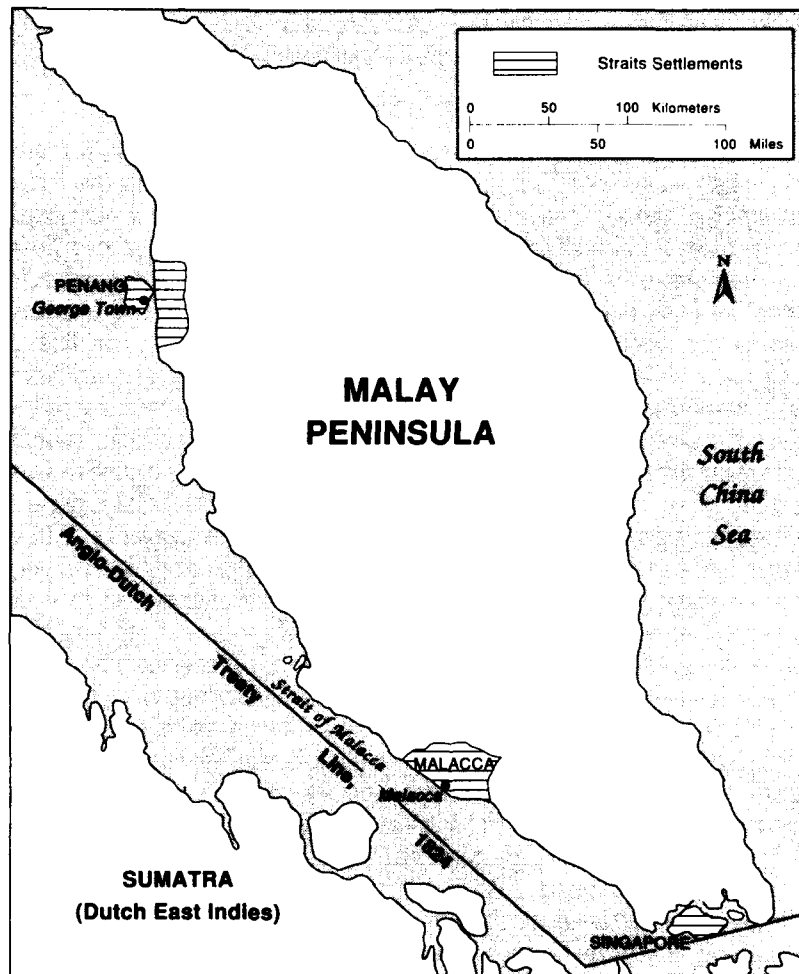 Straits Settlements
0 50 100 Kilometers
0 50 100 Miles
N
PENANG
George Town
MALAY
PENINSULA
South
China
Sea
Anglo-Dutch
Treaty
Line,
1824
Strait of Malacca
MALACCA
Malacca
SUMATRA
(Dutch East Indies)
SINGAPORE